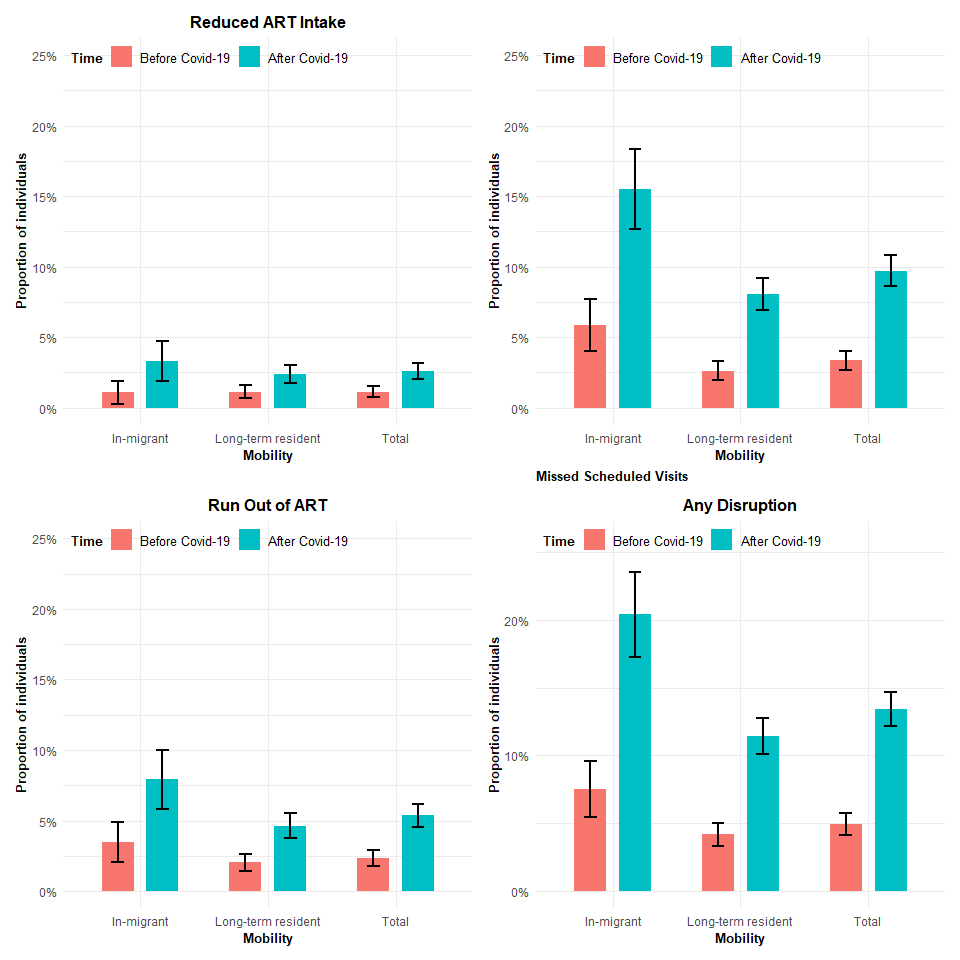 Reduced ART Intake
Time Before Covid-19 After Covid-19
25%
20%
15%
10%
5%
0%
Proportion of individuals
In-migrant Long-term resident Total
Mobility
Time Before Covid-19 After Covid-19
25%
20%
15%
10%
5%
0%
Proportion of individuals
In-migrant Long-term resident Total
Mobility
Missed Scheduled Visits
Run Out of ART
Time Before Covid-19 After Covid-19
25%
20%
15%
10%
5%
0%
Proportion of individuals
In-migrant Long-term resident Total
Mobility
Any Disruption
Time Before Covid-19 After Covid-19
20%
10%
0%
Proportion of individuals
In-migrant Long-term resident Total
Mobility